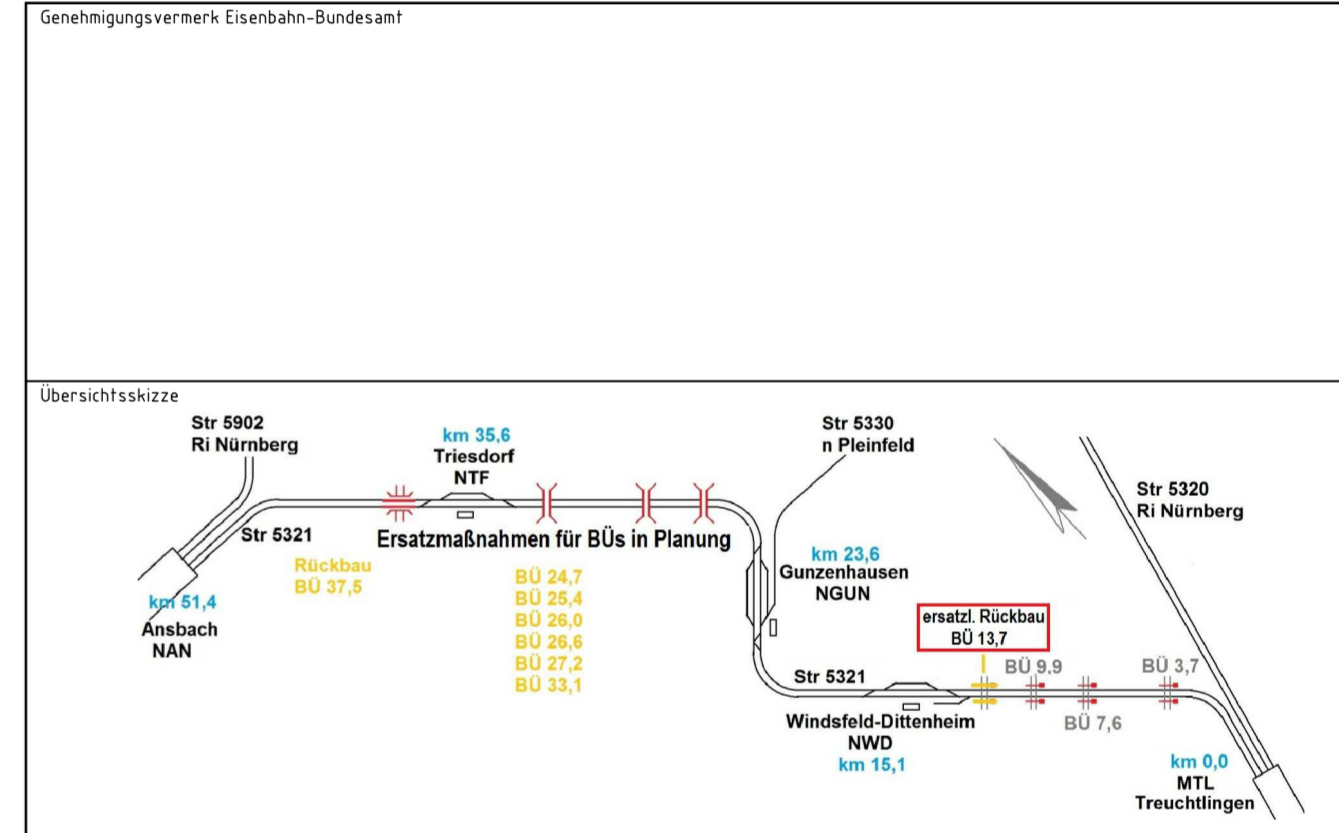 Genehmigungsvermerk Eisenbahn-Bundesamt
Übersichtsskizze
Str 5902
Ri Nürnberg
km 35,6
Triesdorf
NTF
Str 5330
n Pleinfeld
Str 5320
Ri Nürnberg
Str 5321
Ersatzmaßnahmen für BÜs in Planung
Rückbau
BÜ 37,5
BÜ 24,7
BÜ 25,4
BÜ 26,0
BÜ 26,6
BÜ 27,2
BÜ 33,1
km 23,6
Gunzenhausen
NGUN
km 51,4
Ansbach
NAN
ersatzl. Rückbau
BÜ 13,7
BÜ 9,9
BÜ 3,7
Str 5321
BÜ 7,6
Windsfeld-Dittenheim
NWD
km 15,1
km 0,0
MTL
Treuchtlingen